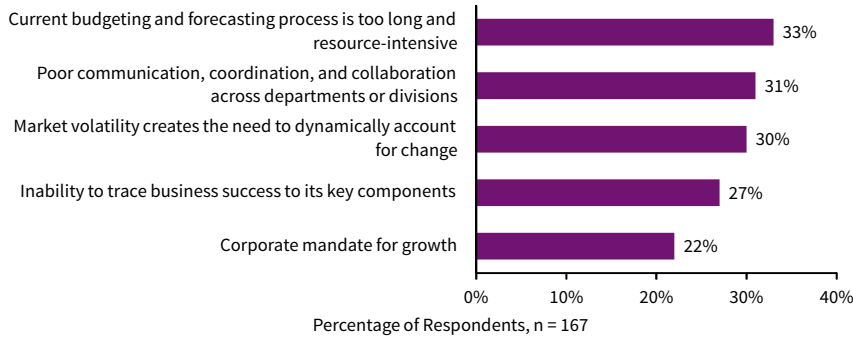 Current budgeting and forecasting process is too long and
resource-intensive
33%
Poor communication, coordination, and collaboration
across departments or divisions
31%
Market volatility creates the need to dynamically account
for change
30%
Inability to trace business success to its key components
27%
Corporate mandate for growth
22%
0% 10% 20% 30% 40%
Percentage of Respondents, n = 167